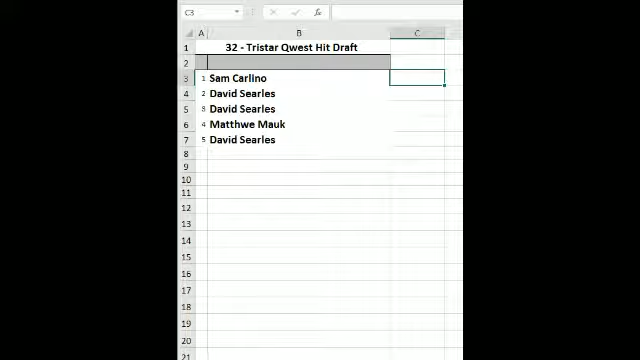 C3
fx
A B C
1 32 - Tristar Qwest Hit Draft
2
3 1 Sam Carlino
4 2 David Searles
5 3 David Searles
6 4 Matthwe Mauk
7 5 David Searles
8
9
10
11
12
13
14
15
16
17
18
19
20
21